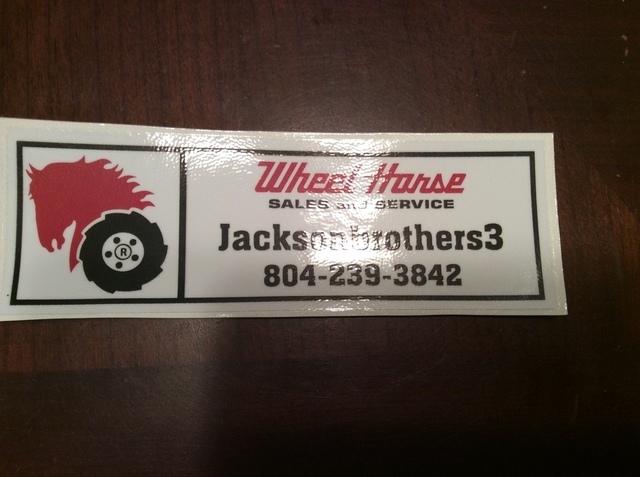 Wheel Horse
SALES and SERVICE
Jacksonbrothers3
804-239-3842
®